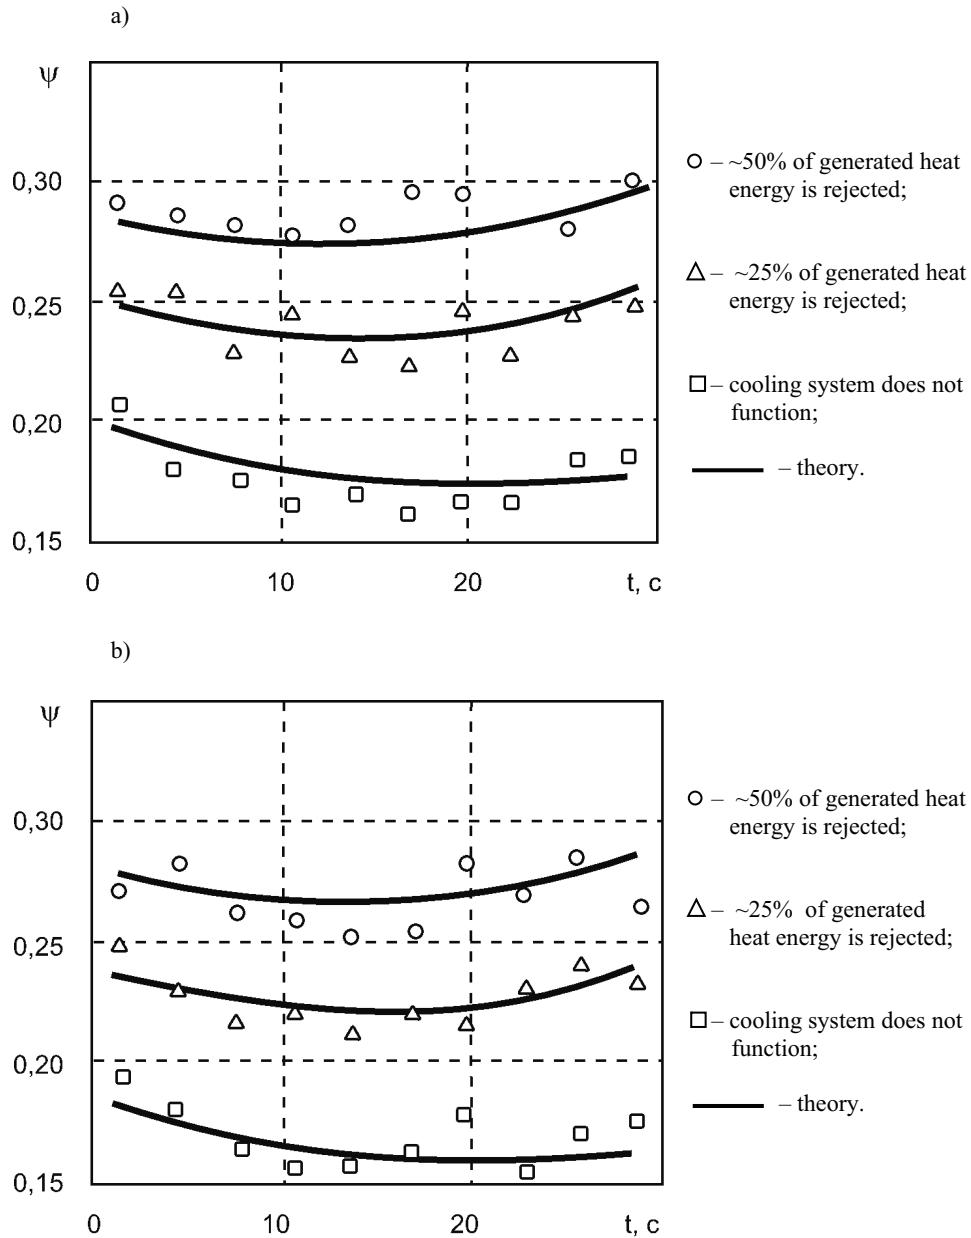 a)
ψ
0,30
0,25
0,20
0,15
0
10
20
t, c
– ~50% of generated heat
energy is rejected;
– ~25% of generated heat
energy is rejected;
– cooling system does not
function;
– theory.
b)
ψ
0,30
0,25
0,20
0,15
0
10
20
t, c
– ~50% of generated heat
energy is rejected;
– ~25% of generated
heat energy is rejected;
– cooling system does not
function;
– theory.